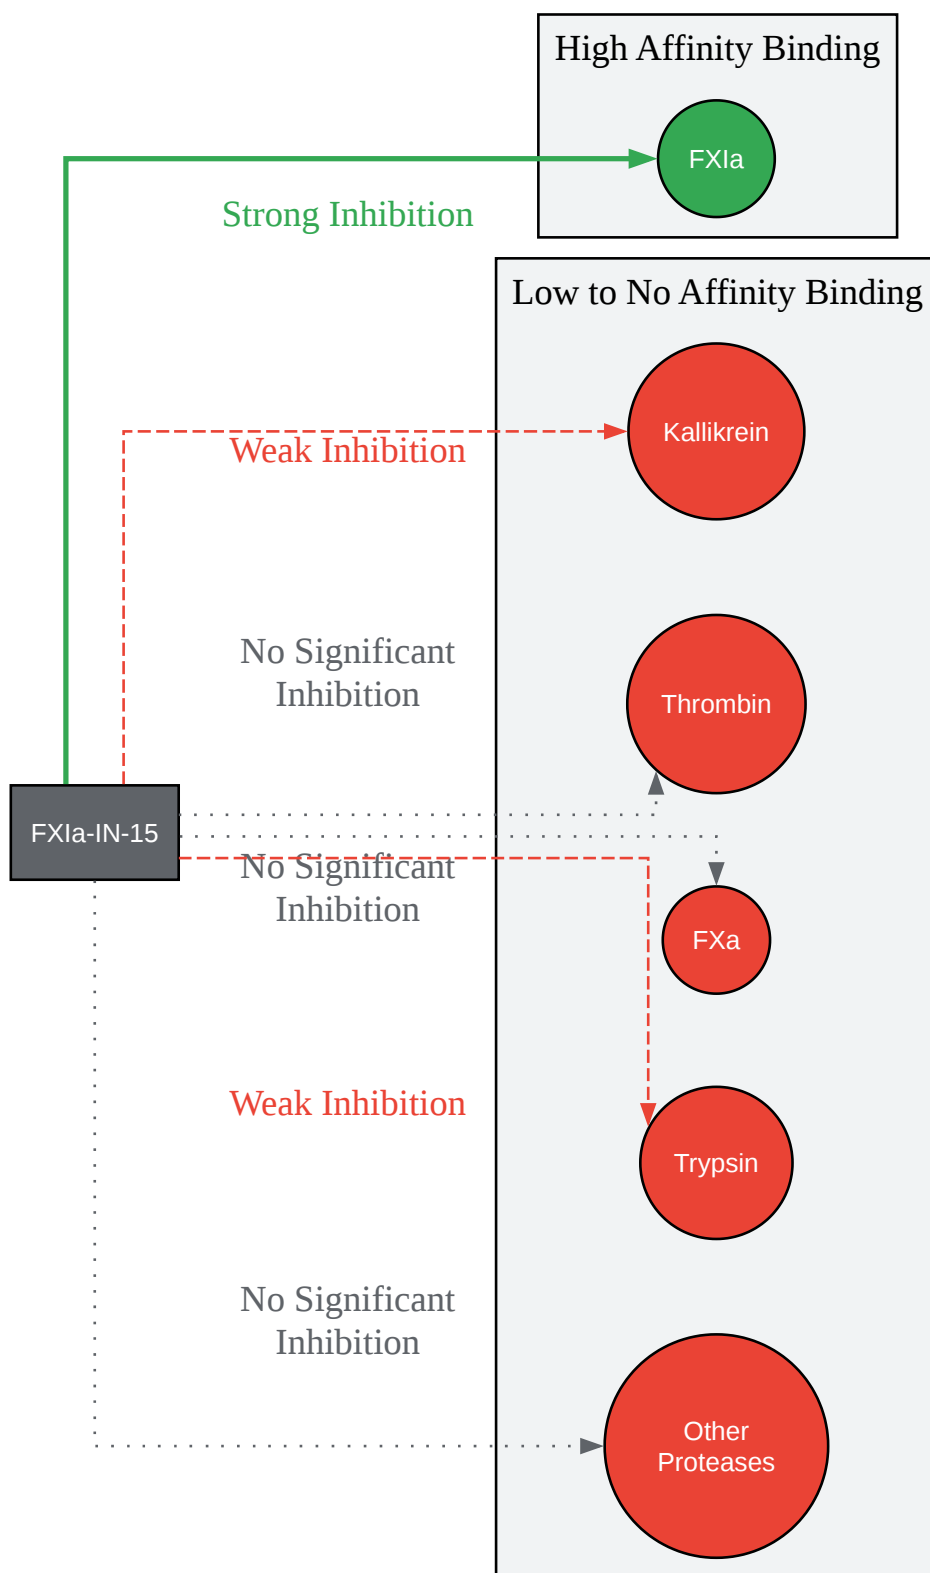 High Affinity Binding
FXIa
Strong Inhibition
Low to No Affinity Binding
Kallikrein
Weak Inhibition
No Significant
Inhibition
Thrombin
FXIa-IN-15
No Significant
Inhibition
FXa
Weak Inhibition
Trypsin
No Significant
Inhibition
Other
Proteases